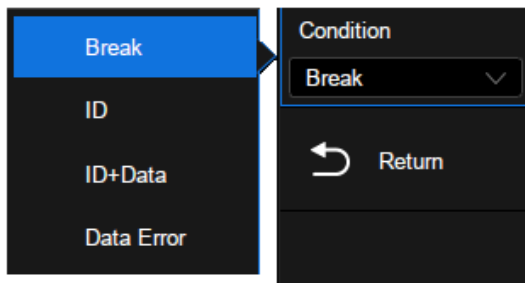 Break
ID
ID+Data
Data Error
Condition
Break
Return